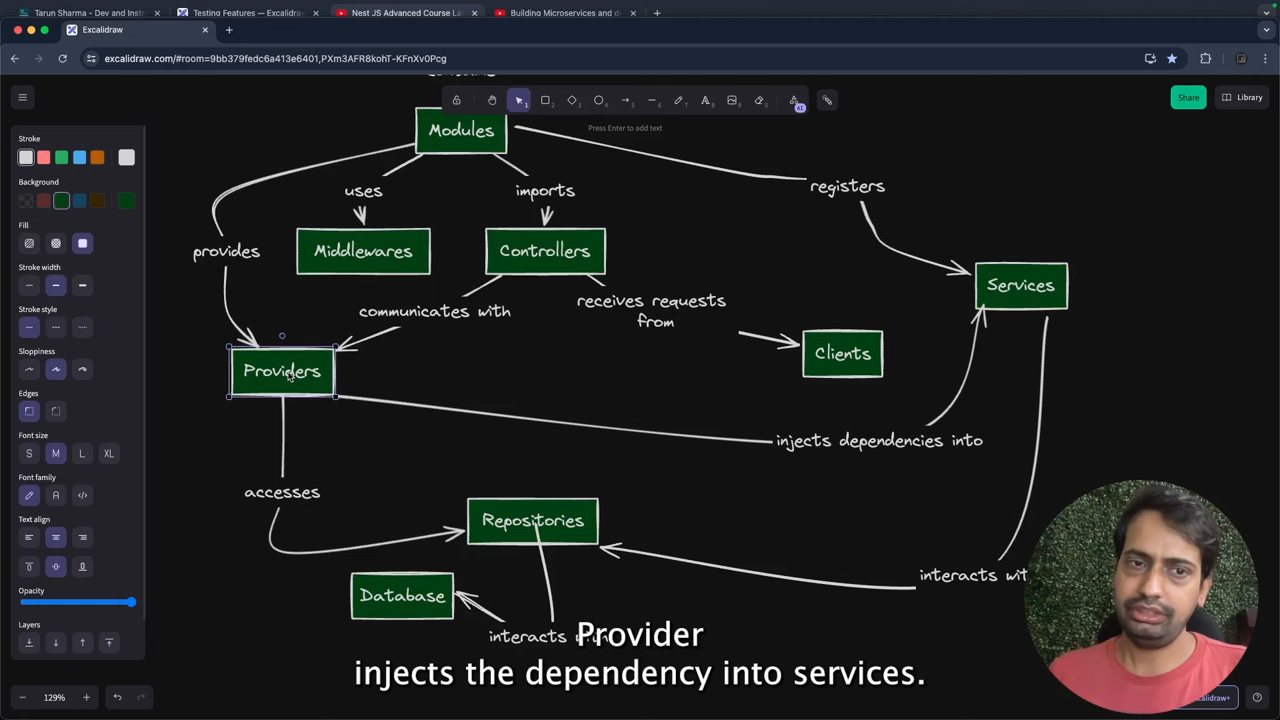 Tarun Sharma - Dev and Inst
Testing Features — Excalidraw
Nest JS Advanced Course La
Building Microservices and d
Excalidraw
excalidraw.com/#room=9bb379fedc6a413e6401,PXm3AFR8kohT-KFnXv0Pcg
Share
Library
Press Enter to add text
Stroke
Background
Fill
Stroke width
Stroke style
Sloppiness
Edges
Font size
S M L XL
Font family
Text align
Opacity
Layers
129%
Modules
uses
imports
registers
provides
Middlewares
Controllers
Services
communicates with
receives requests
from
Clients
Providers
injects dependencies into
accesses
Repositories
interacts wit
Database
interacts
Provider
injects the dependency into services.